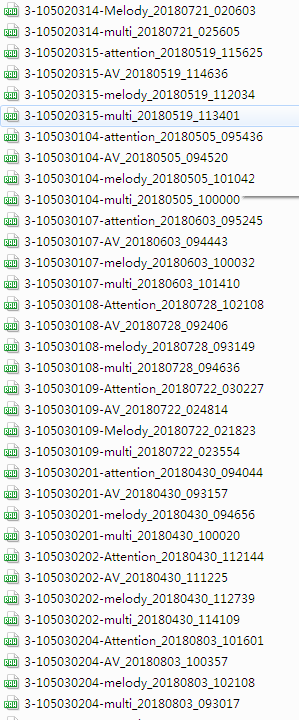 3-105020314-Melody_20180721_020603
3-105020314-multi_20180721_025605
3-105020315-attention_20180519_115625
3-105020315-AV_20180519_114636
3-105020315-melody_20180519_112034
3-105020315-multi_20180519_113401
3-105030104-attention_20180505_095436
3-105030104-AV_20180505_094520
3-105030104-melody_20180505_101042
3-105030104-multi_20180505_100000
3-105030107-attention_20180603_095245
3-105030107-AV_20180603_094443
3-105030107-melody_20180603_100032
3-105030107-multi_20180603_101410
3-105030108-Attention_20180728_102108
3-105030108-AV_20180728_092406
3-105030108-melody_20180728_093149
3-105030108-multi_20180728_094636
3-105030109-Attention_20180722_030227
3-105030109-AV_20180722_024814
3-105030109-Melody_20180722_021823
3-105030109-multi_20180722_023554
3-105030201-attention_20180430_094044
3-105030201-AV_20180430_093157
3-105030201-melody_20180430_094656
3-105030201-multi_20180430_100020
3-105030202-Attention_20180430_112144
3-105030202-AV_20180430_111225
3-105030202-melody_20180430_112739
3-105030202-multi_20180430_114109
3-105030204-Attention_20180803_101601
3-105030204-AV_20180803_100357
3-105030204-melody_20180803_102108
3-105030204-multi_20180803_093017